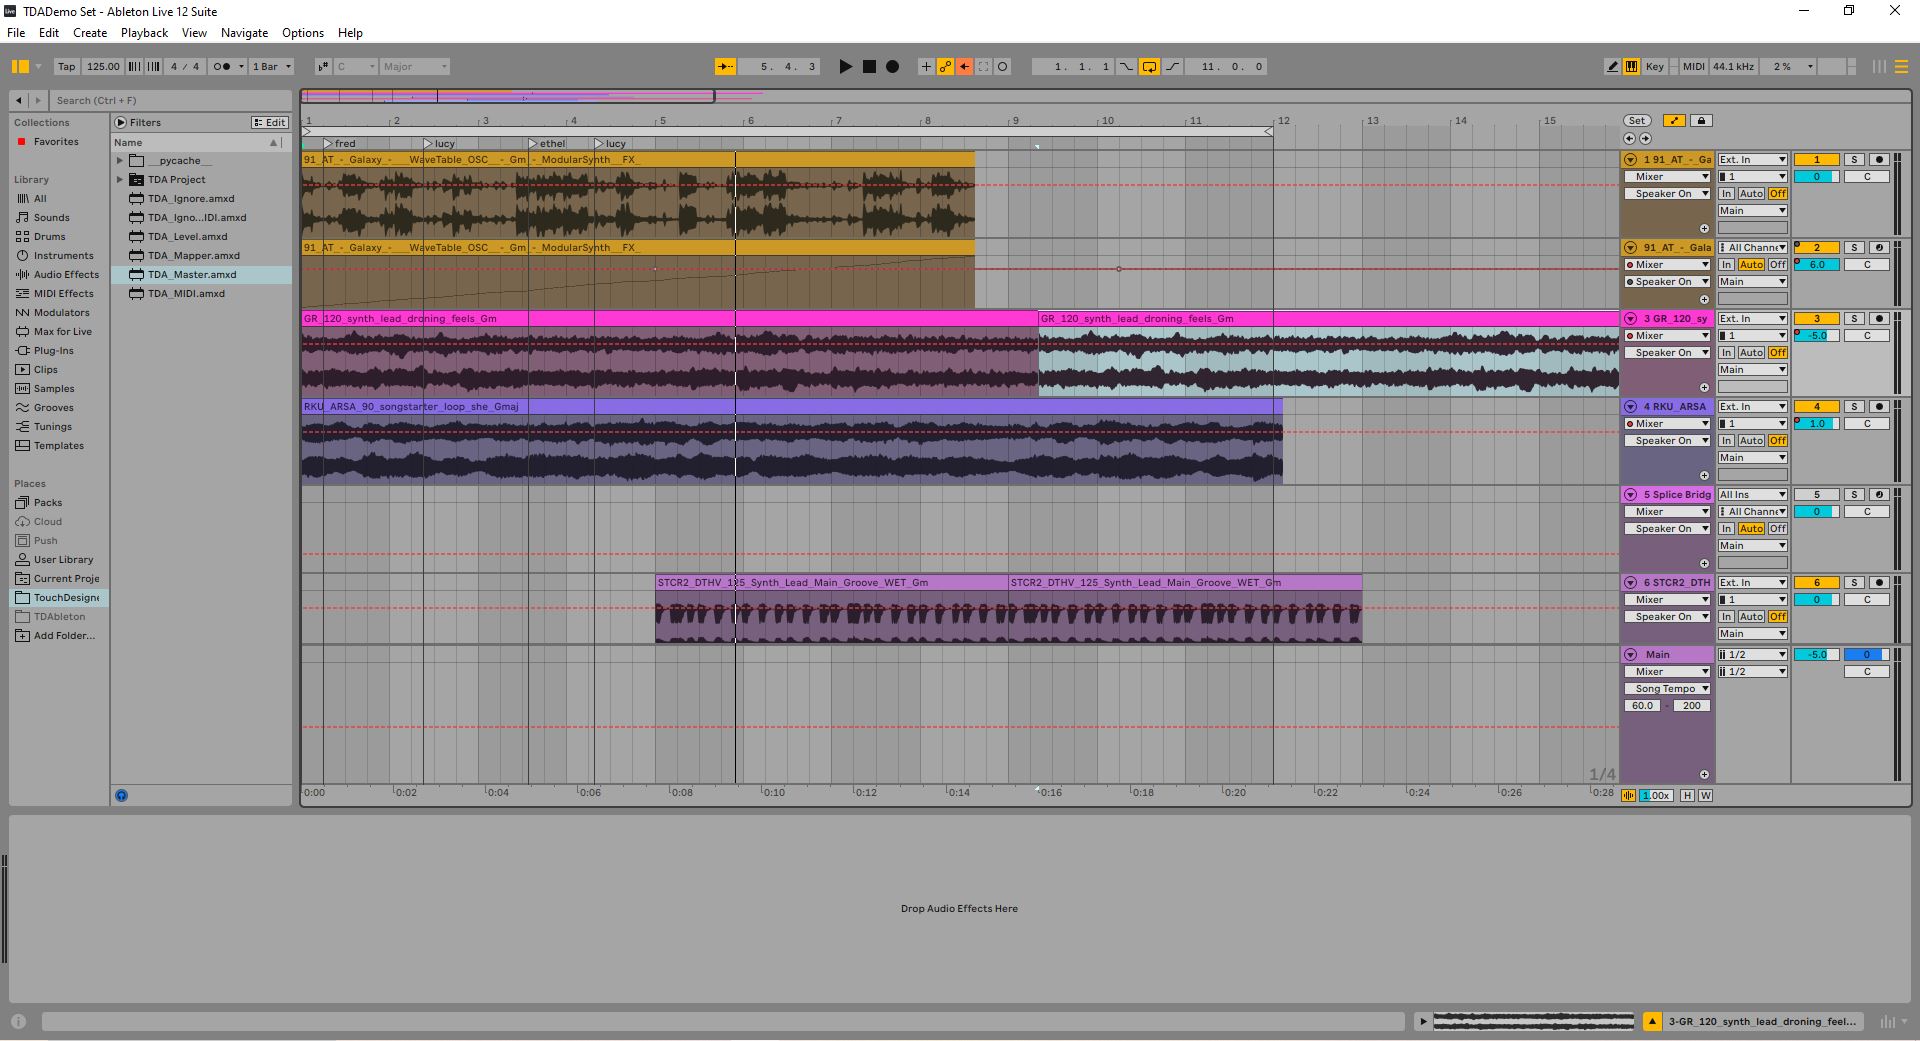 TDADemo Set - Ableton Live 12 Suite
File Edit Create Playback View Navigate Options Help
Tap 125.00 4 / 4 1 Bar C Major 5. 4. 3 1. 1. 1 11. 0. 0 Key MIDI 44.1 kHz 2 %
Search (Ctrl + F)
Collections
Favorites
Library
All
Sounds
Drums
Instruments
Audio Effects
MIDI Effects
Modulators
Max for Live
Plug-Ins
Clips
Samples
Grooves
Tunings
Templates
Places
Packs
Cloud
Push
User Library
Current Proje
TouchDesigne
TDAbleton
Add Folder...
Filters Edit
Name
__pycache__
TDA Project
TDA_Ignore.amxd
TDA_Igno...IDI.amxd
TDA_Level.amxd
TDA_Mapper.amxd
TDA_Master.amxd
TDA_MIDI.amxd
1 2 3 4 5 6 7 8 9 10 11 12 13 14 15
Set
fred lucy ethel lucy
91_AT_-_Galaxy_-___WaveTable_OSC__-_Gm_-_ModularSynth__FX_
1 91_AT_-_Ga Ext. In 1 S
Mixer 1 0 C
Speaker On In Auto Off
Main
91_AT_-_Galaxy_-___WaveTable_OSC__-_Gm_-_ModularSynth__FX_
91_AT_-_Gala All Channe 2 S
Mixer In Auto Off 6.0 C
Speaker On Main
GR_120_synth_lead_droning_feels_Gm GR_120_synth_lead_droning_feels_Gm
3 GR_120_sy Ext. In 3 S
Mixer 1 -5.0 C
Speaker On In Auto Off
Main
RKU_ARSA_90_songstarter_loop_she_Gmaj
4 RKU_ARSA Ext. In 4 S
Mixer 1 1.0 C
Speaker On In Auto Off
Main
5 Splice Bridg All Ins 5 S
Mixer All Channe 0 C
Speaker On In Auto Off
Main
STCR2_DTHV_125_Synth_Lead_Main_Groove_WET_Gm STCR2_DTHV_125_Synth_Lead_Main_Groove_WET_Gm
6 STCR2_DTH Ext. In 6 S
Mixer 1 0 C
Speaker On In Auto Off
Main
Main 1/2 -5.0 0
Mixer 1/2 C
Song Tempo
60.0 - 200
1/4
0:00 0:02 0:04 0:06 0:08 0:10 0:12 0:14 0:16 0:18 0:20 0:22 0:24 0:26 0:28
1.00x H W
Drop Audio Effects Here
3-GR_120_synth_lead_droning_feel...